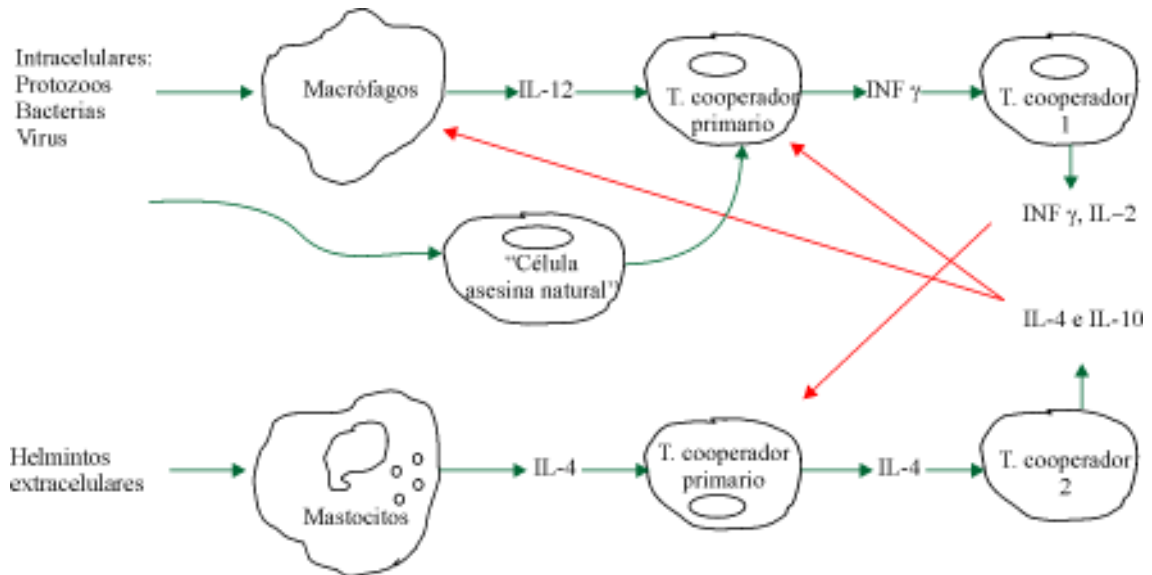 Intracelulares:
Protozoos
Bacterias
Virus
Macrófagos
IL-12
T. cooperador
primario
INF γ
T. cooperador
1
INF γ, IL-2
"Célula
asesina natural"
IL-4 e IL-10
Helmintos
extracelulares
Mastocitos
IL-4
T. cooperador
primario
IL-4
T. cooperador
2